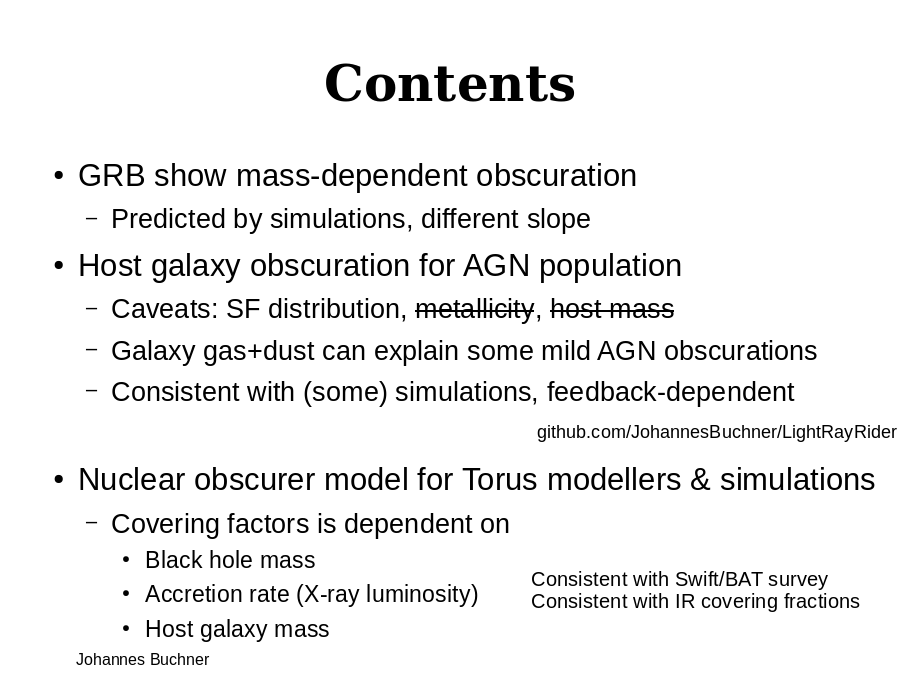 Contents
• GRB show mass-dependent obscuration
– Predicted by simulations, different slope
• Host galaxy obscuration for AGN population
– Caveats: SF distribution, metallicity, host mass
– Galaxy gas+dust can explain some mild AGN obscurations
– Consistent with (some) simulations, feedback-dependent
github.com/JohannesBuchner/LightRayRider
• Nuclear obscurer model for Torus modellers & simulations
– Covering factors is dependent on
• Black hole mass
• Accretion rate (X-ray luminosity)
• Host galaxy mass
Consistent with Swift/BAT survey
Consistent with IR covering fractions
Johannes Buchner